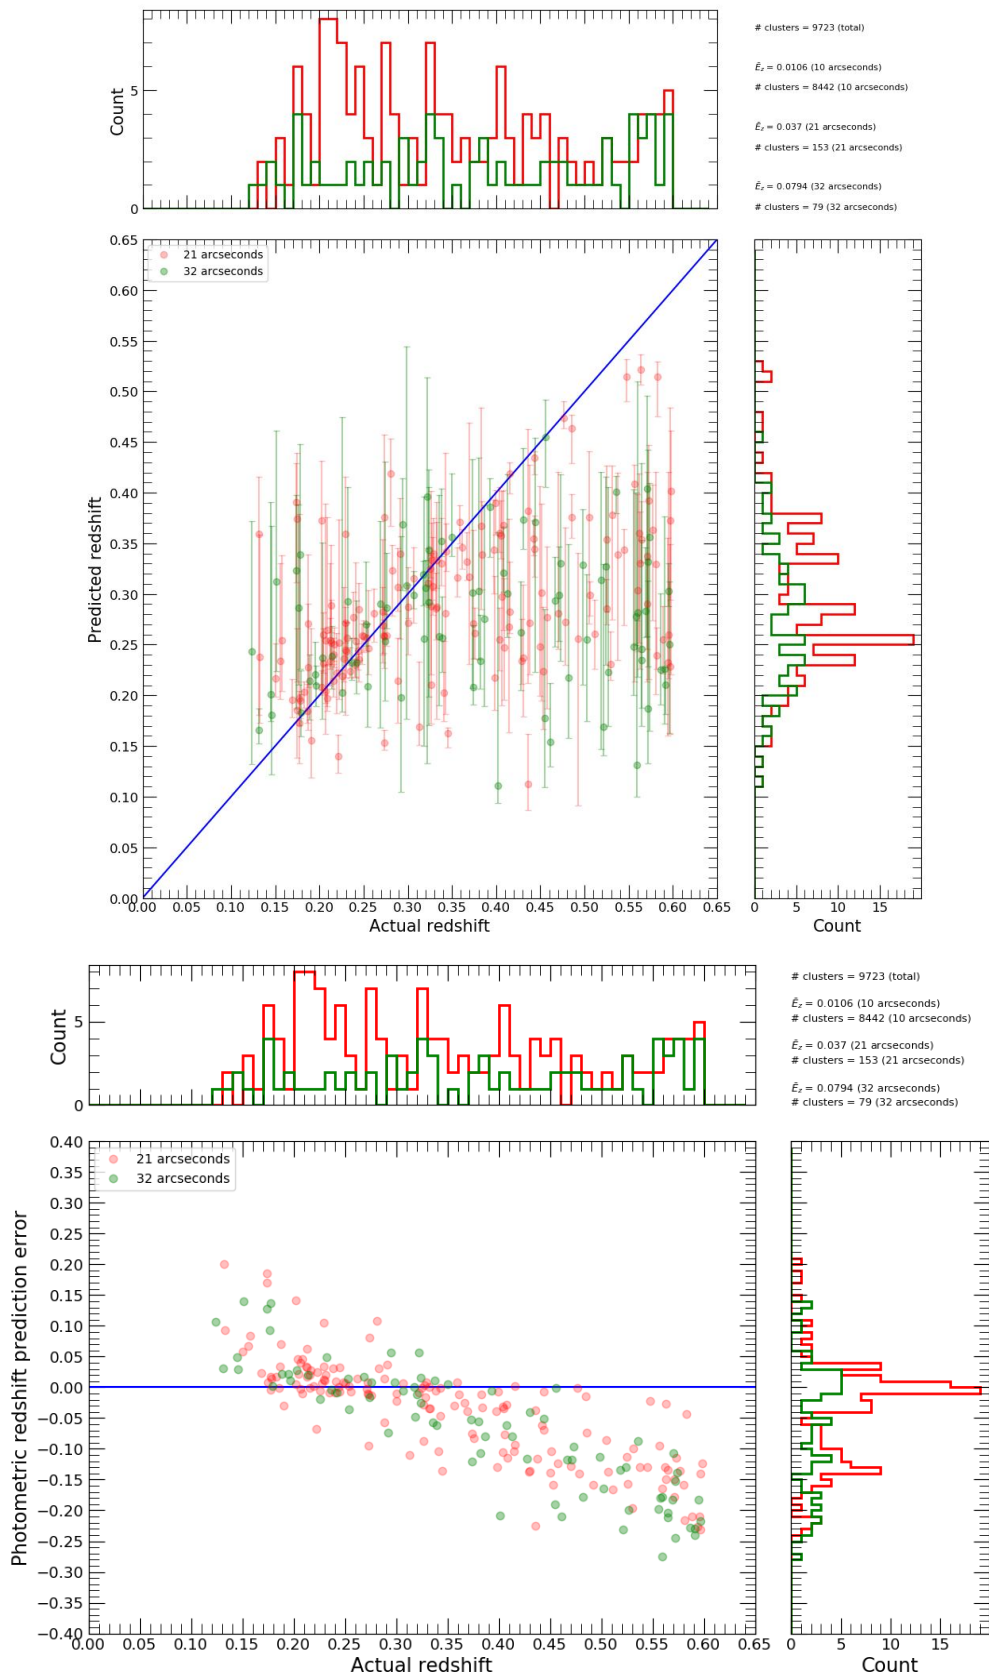 # clusters = 9723 (total)
Ēz = 0.0106 (10 arcseconds)
# clusters = 8442 (10 arcseconds)
Ēz = 0.037 (21 arcseconds)
# clusters = 153 (21 arcseconds)
Ēz = 0.0794 (32 arcseconds)
# clusters = 79 (32 arcseconds)
Count
5
0
0.65
0.60
0.55
0.50
0.45
0.40
0.35
0.30
0.25
0.20
0.15
0.10
0.05
0.00
Predicted redshift
21 arcseconds
32 arcseconds
0.00 0.05 0.10 0.15 0.20 0.25 0.30 0.35 0.40 0.45 0.50 0.55 0.60 0.65
Actual redshift
0 5 10 15
Count
# clusters = 9723 (total)
Ēz = 0.0106 (10 arcseconds)
# clusters = 8442 (10 arcseconds)
Ēz = 0.037 (21 arcseconds)
# clusters = 153 (21 arcseconds)
Ēz = 0.0794 (32 arcseconds)
# clusters = 79 (32 arcseconds)
Count
5
0
0.40
0.35
0.30
0.25
0.20
0.15
0.10
0.05
0.00
−0.05
−0.10
−0.15
−0.20
−0.25
−0.30
−0.35
−0.40
Photometric redshift prediction error
21 arcseconds
32 arcseconds
0.00 0.05 0.10 0.15 0.20 0.25 0.30 0.35 0.40 0.45 0.50 0.55 0.60 0.65
Actual redshift
0 5 10 15
Count